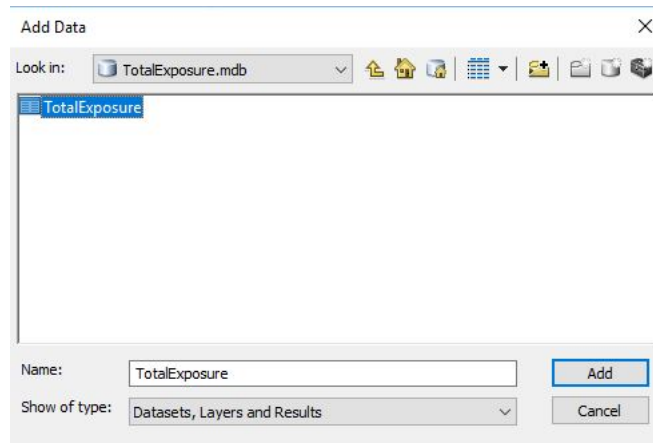 Add Data
Look in: TotalExposure.mdb
TotalExposure
Name: TotalExposure Add
Show of type: Datasets, Layers and Results Cancel